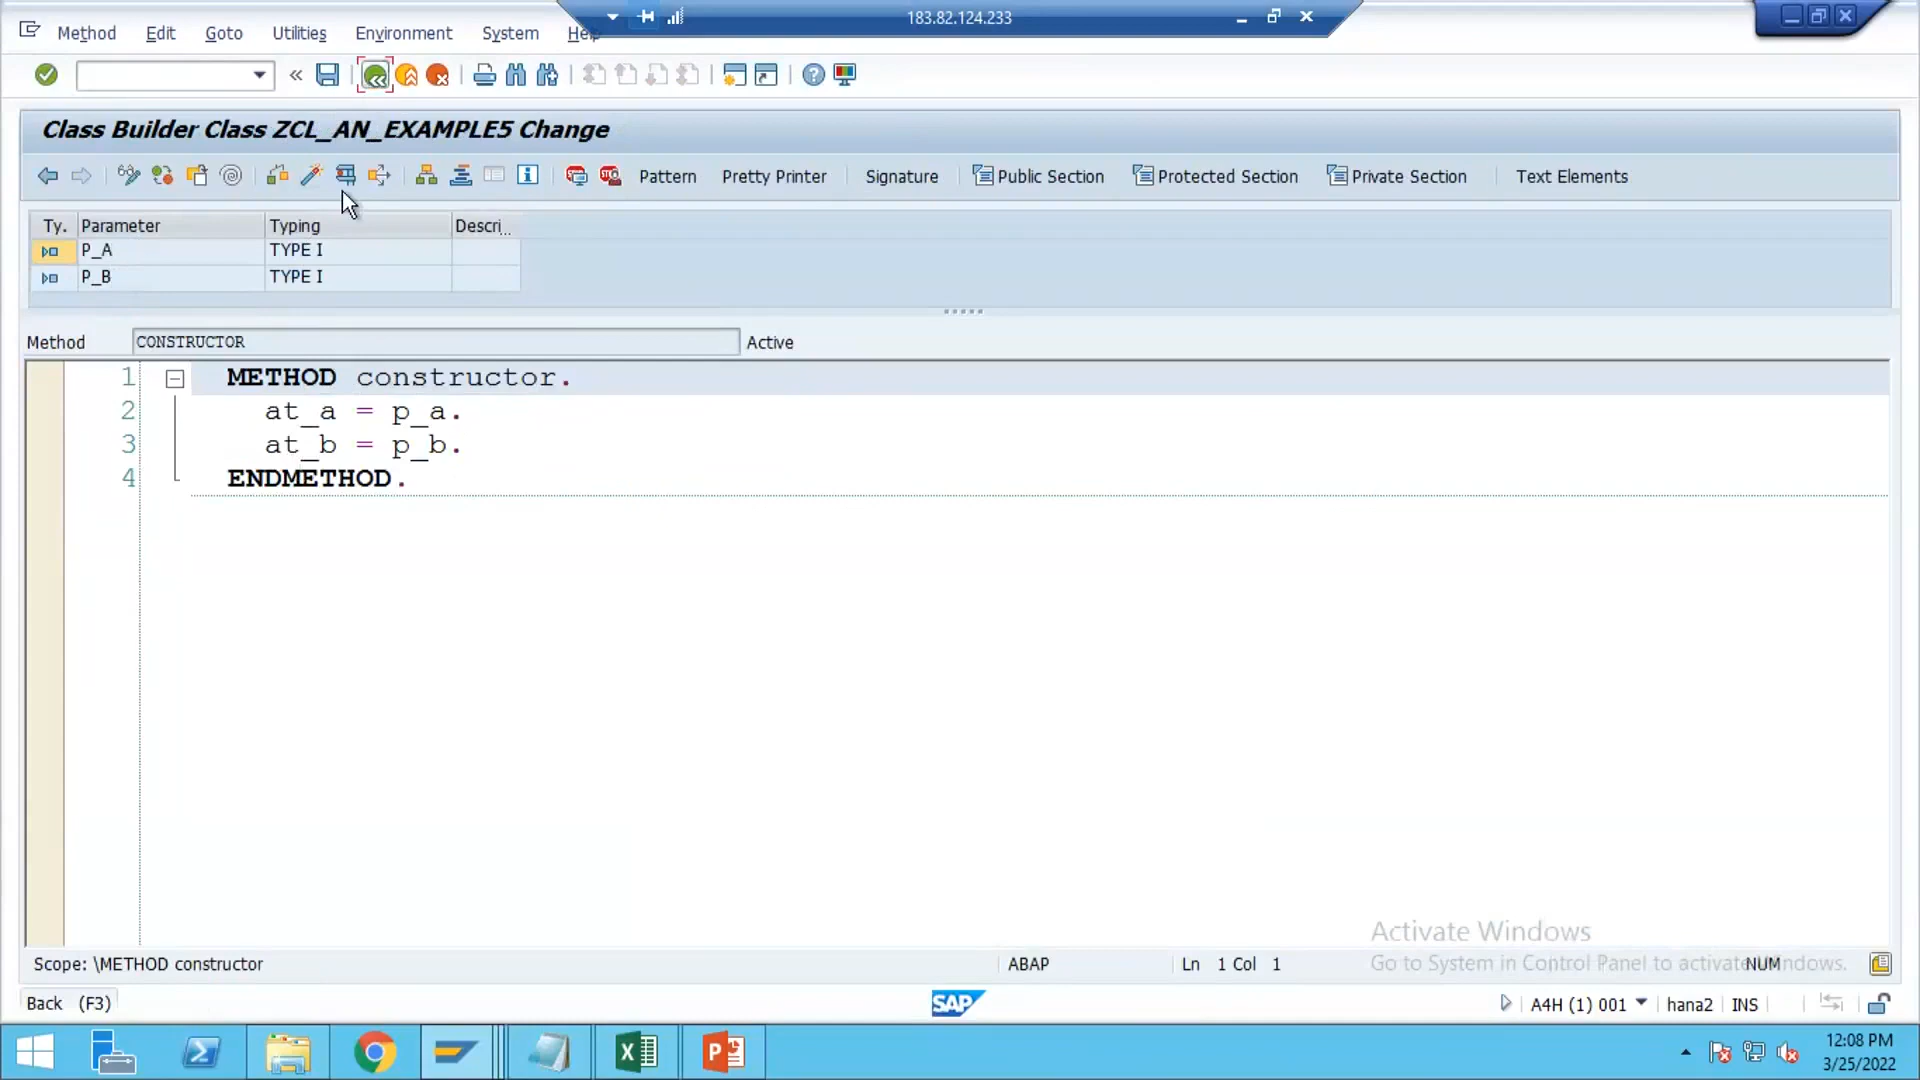 183.82.124.233
Method Edit Goto Utilities Environment System Help
Class Builder Class ZCL_AN_EXAMPLE5 Change
Pattern Pretty Printer Signature Public Section Protected Section Private Section Text Elements
Ty. Parameter Typing Descri...
P_A TYPE I
P_B TYPE I
Method CONSTRUCTOR Active
1 METHOD constructor.
2 at_a = p_a.
3 at_b = p_b.
4 ENDMETHOD.
Activate Windows
Go to System in Control Panel to activate Windows.
Scope: \METHOD constructor ABAP Ln 1 Col 1 NUM
Back (F3) SAP A4H (1) 001 hana2 INS
12:08 PM
3/25/2022